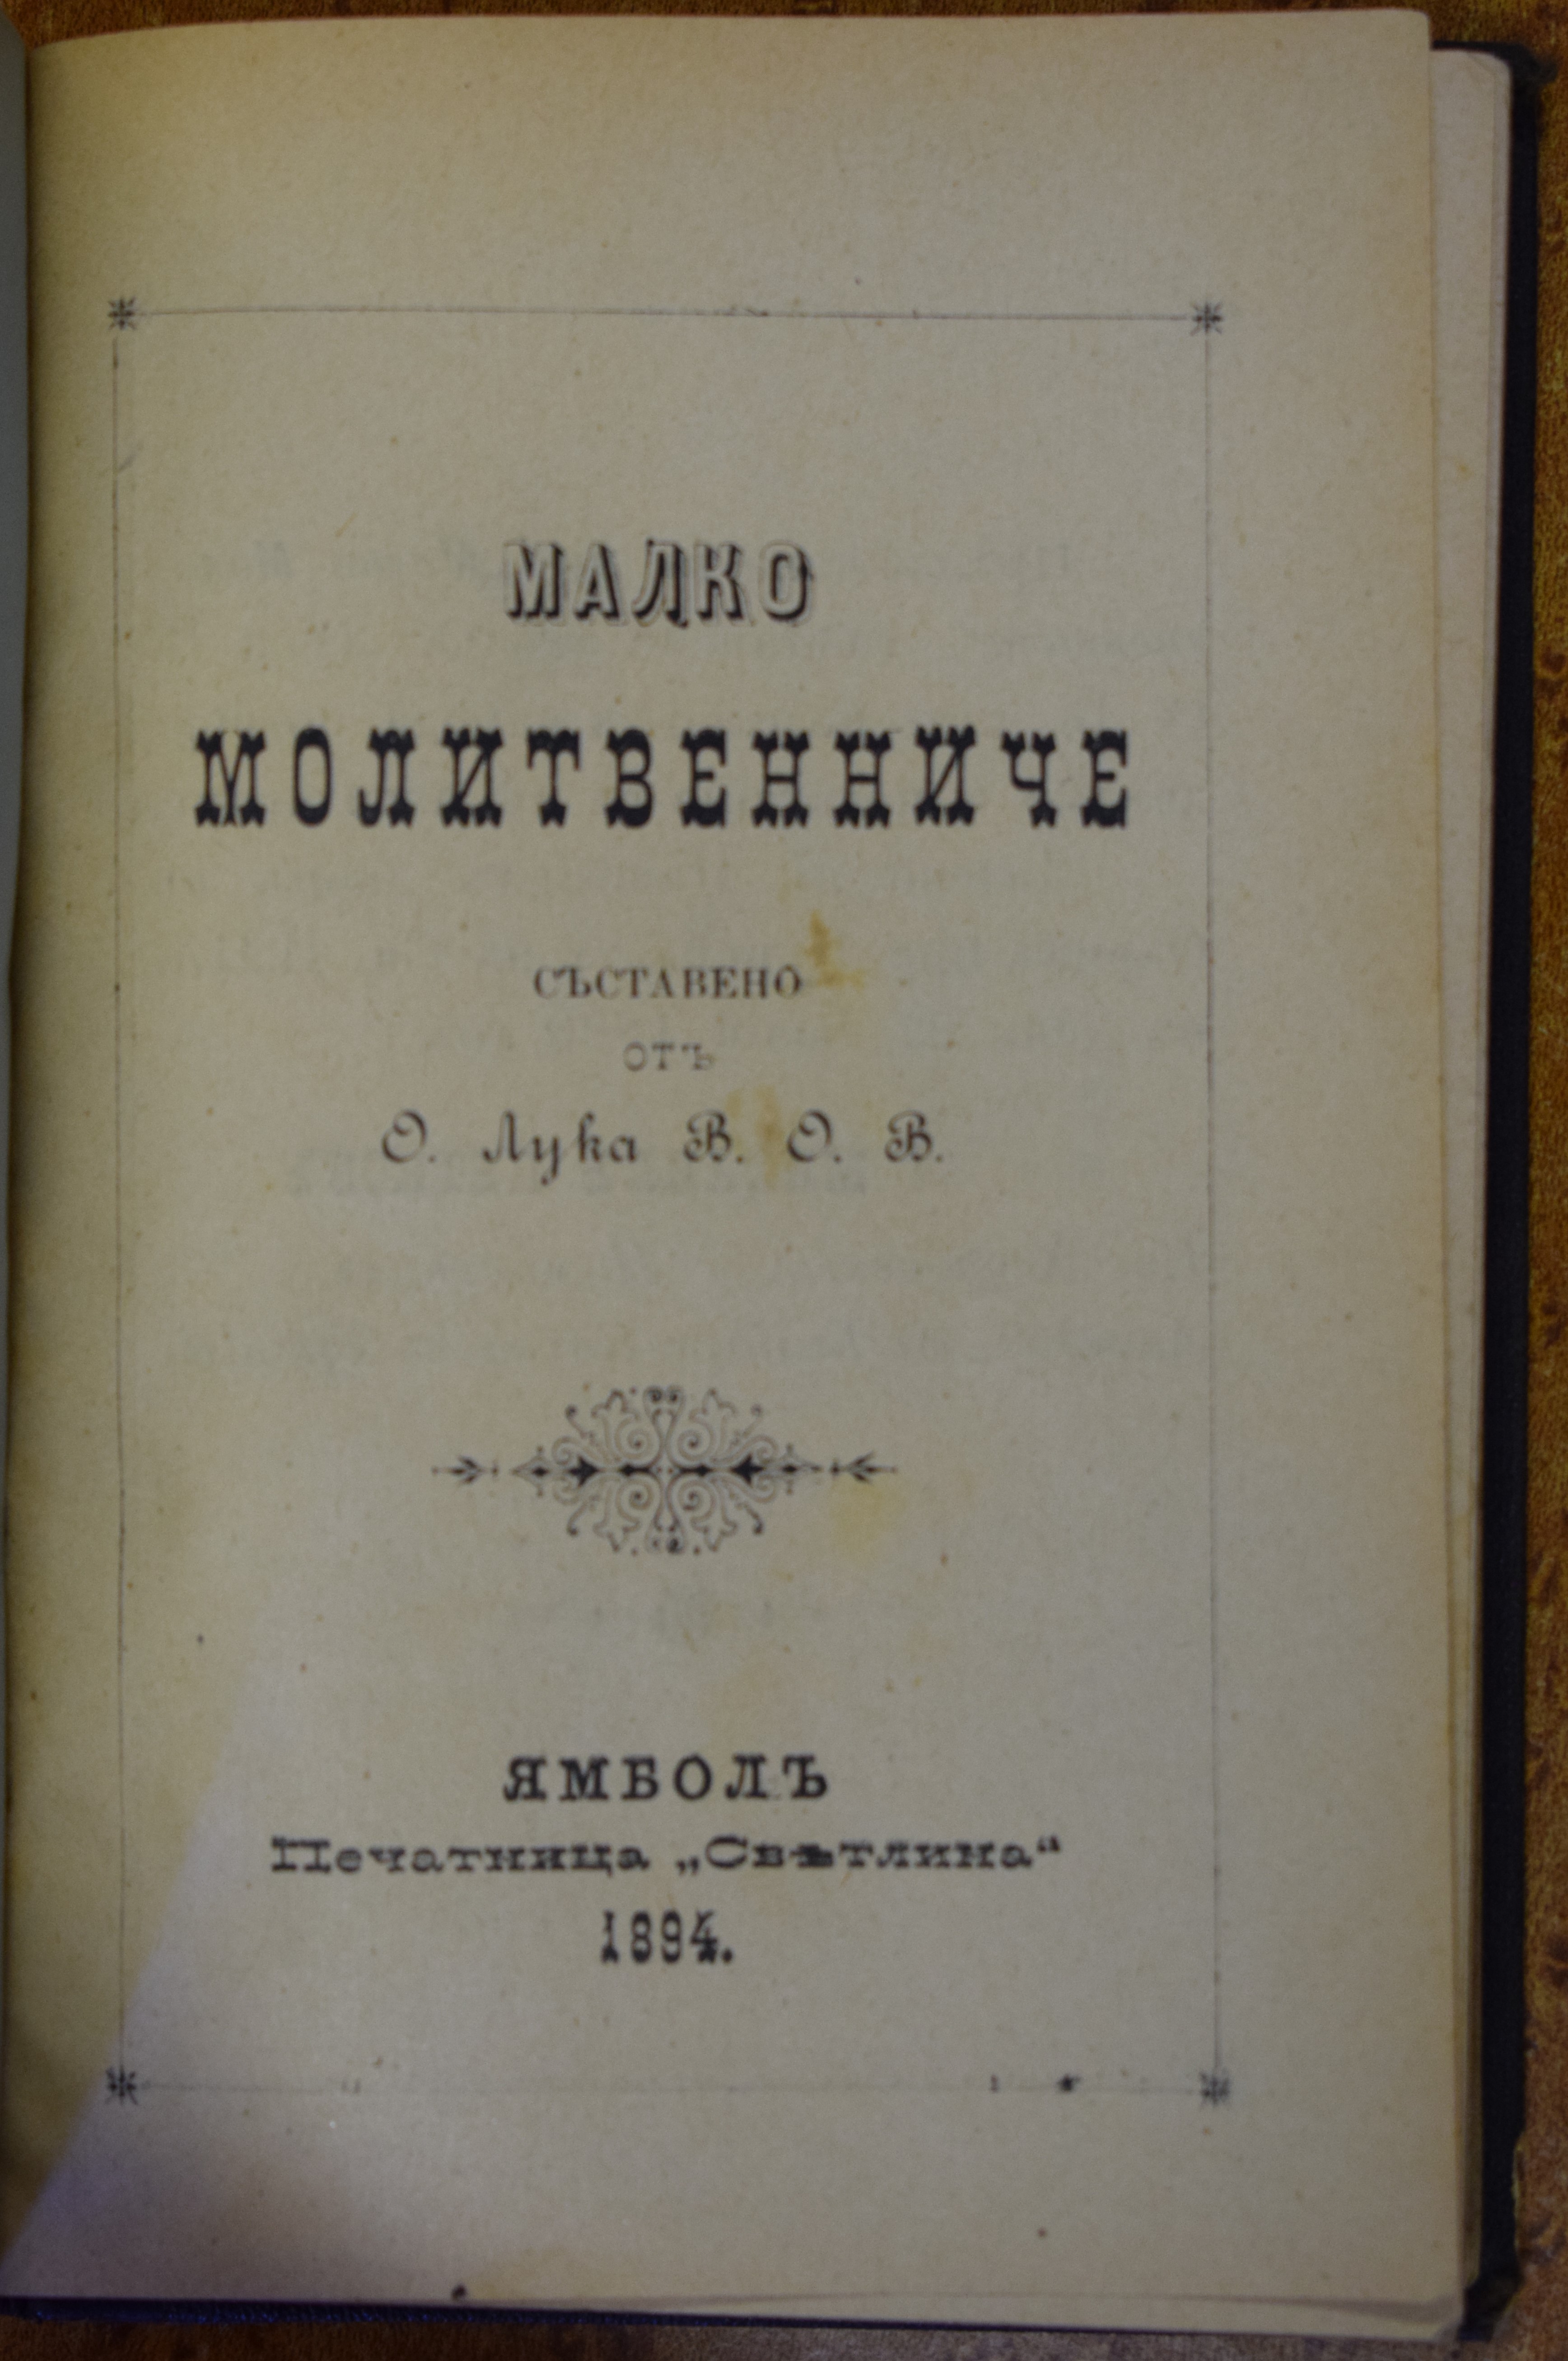 МАЛКО
МОЛИТВЕННИЧЕ
СЪСТАВЕНО
ОТЪ
О. Лука В. О. В.
ЯМБОЛЪ
Печатница „Свѣтлина“
1894.